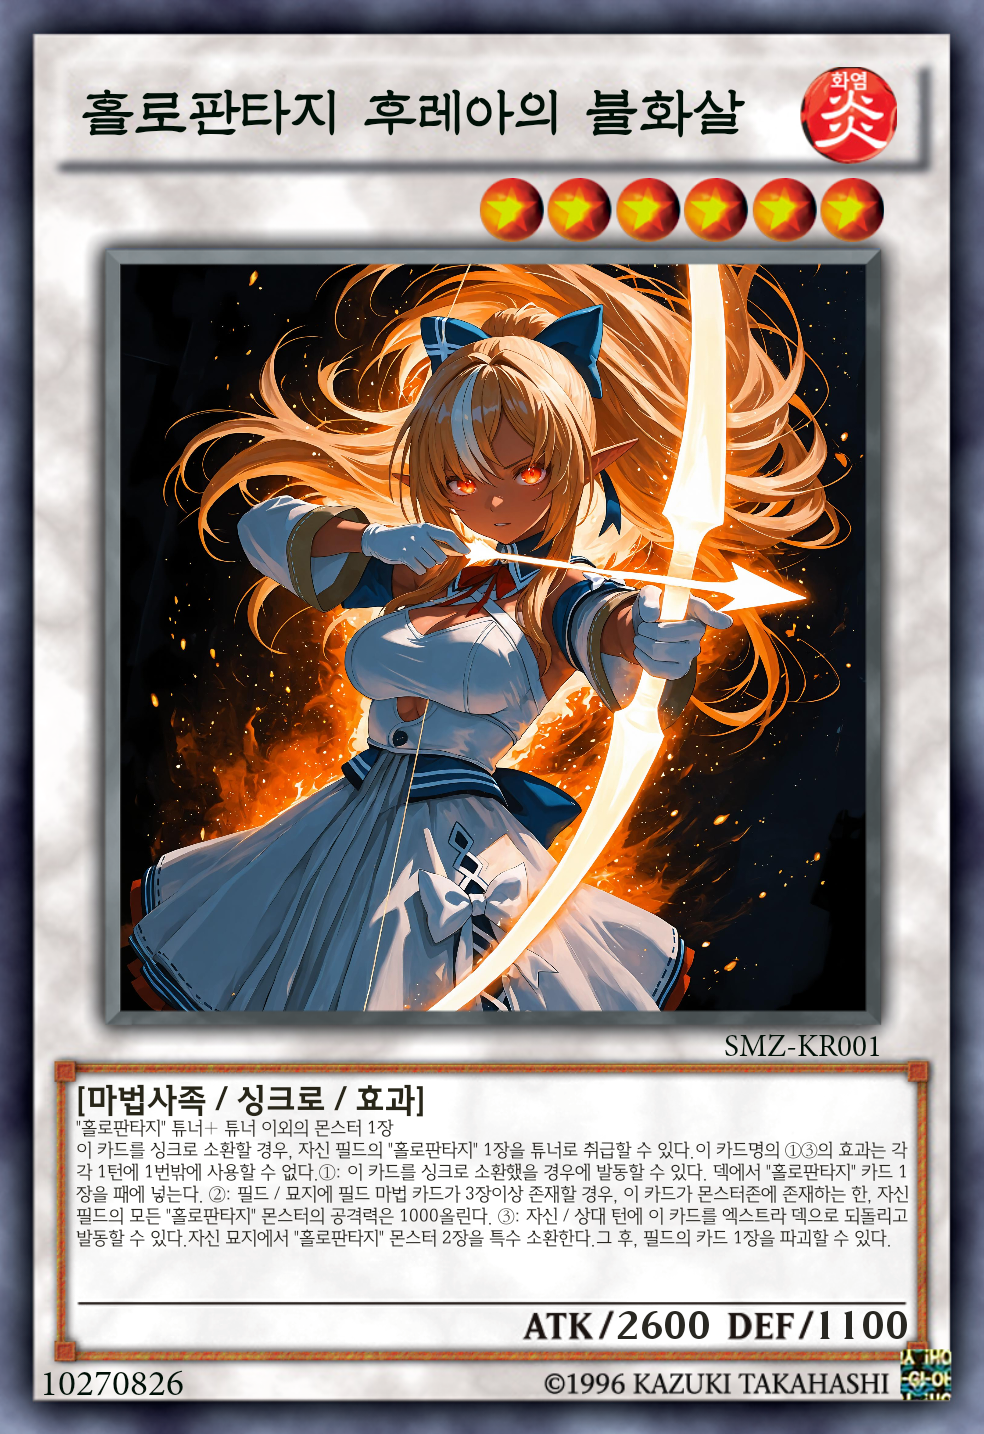 홀로판타지 후레아의 불화살
화염
炎
SMZ-KR001
[마법사족 / 싱크로 / 효과]
"홀로판타지" 튜너+ 튜너 이외의 몬스터 1장
이 카드를 싱크로 소환할 경우, 자신 필드의 "홀로판타지" 1장을 튜너로 취급할 수 있다.이 카드명의 ①③의 효과는 각
각 1턴에 1번밖에 사용할 수 없다.①: 이 카드를 싱크로 소환했을 경우에 발동할 수 있다. 덱에서 "홀로판타지" 카드 1
장을 패에 넣는다. ②: 필드 / 묘지에 필드 마법 카드가 3장이상 존재할 경우, 이 카드가 몬스터존에 존재하는 한, 자신
필드의 모든 "홀로판타지" 몬스터의 공격력은 1000올린다. ③: 자신 / 상대 턴에 이 카드를 엑스트라 덱으로 되돌리고
발동할 수 있다.자신 묘지에서 "홀로판타지" 몬스터 2장을 특수 소환한다.그 후, 필드의 카드 1장을 파괴할 수 있다.
ATK/2600 DEF/1100
10270826
©1996 KAZUKI TAKAHASHI